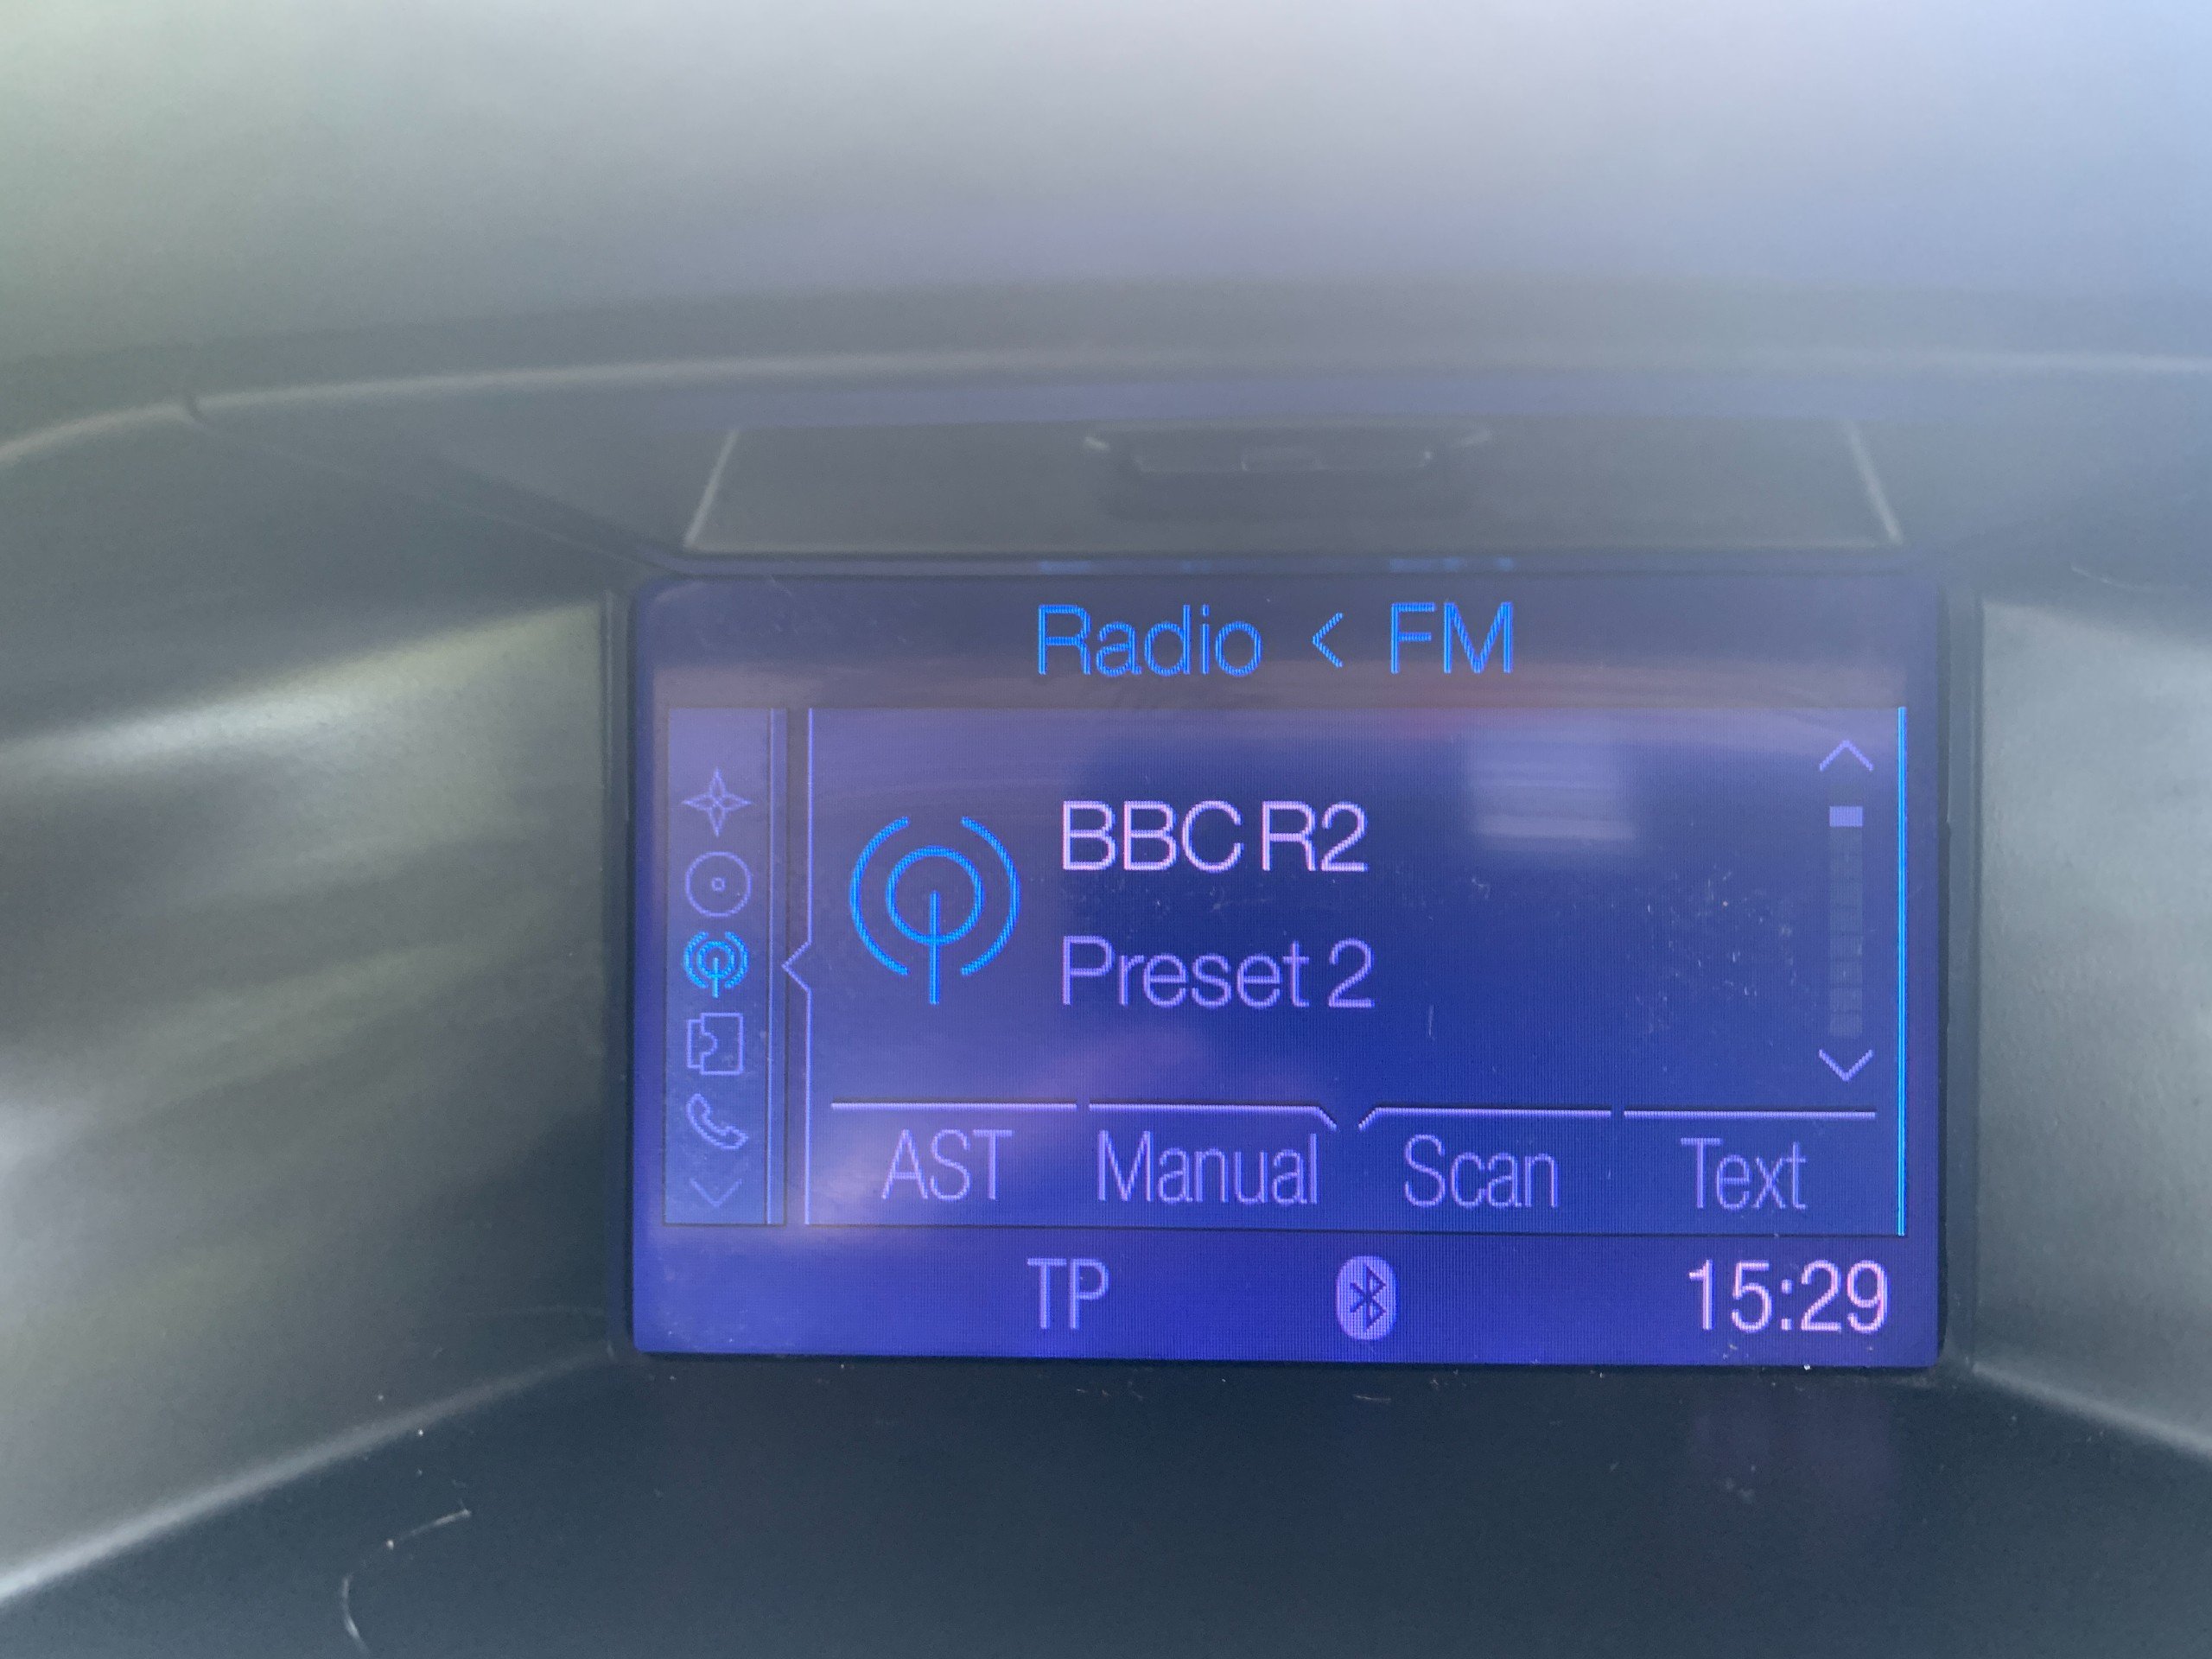 Radio < FM
BBC R2
Preset 2
AST Manual Scan Text
TP 15:29